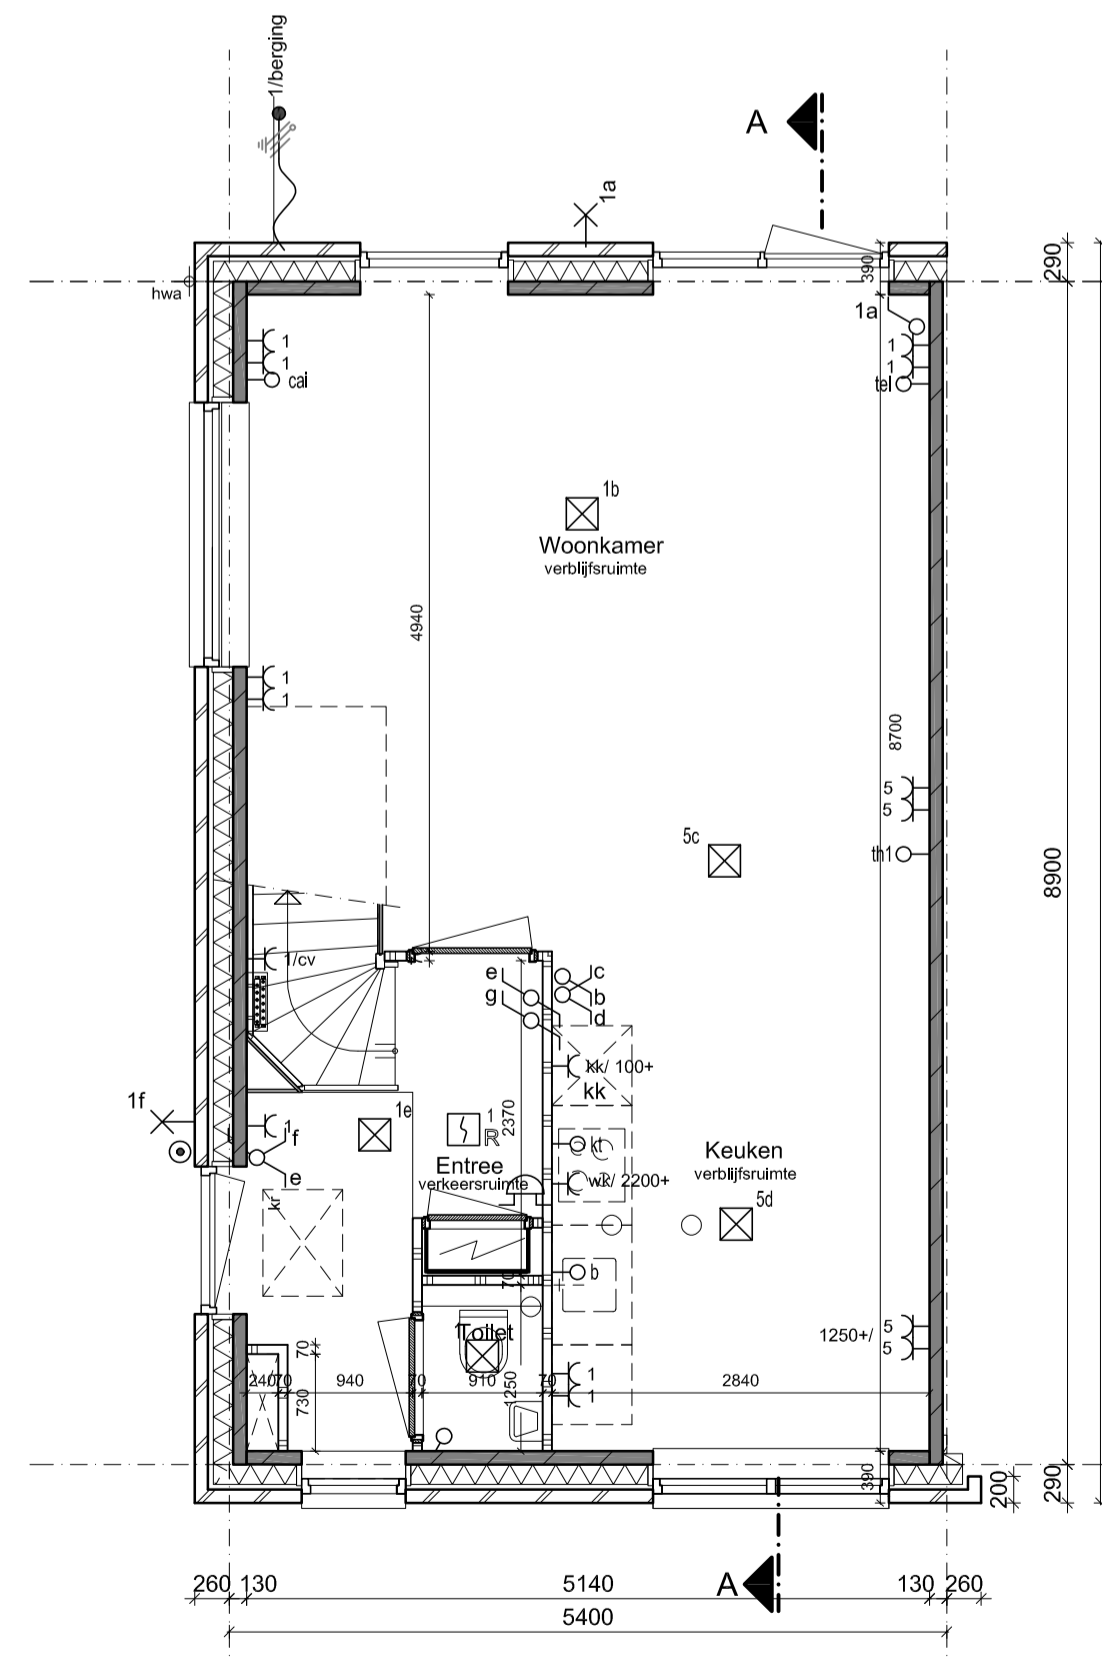 1/berging
A
1a
hwa
290
390
1a
1
1
cai
1
1
tel
1b
Woonkamer
verblijfsruimte
4940
1
1
8700
5
5
5c
th1
8900
1/cv
e
g
c
b
d
kk/ 100+
kk
1f
1
f
e
kr
1e
1
R
2370
Entree
verkeersruimte
kt
wk/ 2200+
Keuken
verblijfsruimte
5d
b
70
Toilet
1250+/
5
5
70
240
70
940
70
910
70
2840
730
1250
1
1
390
200
290
A
260
130
5140
130
260
5400